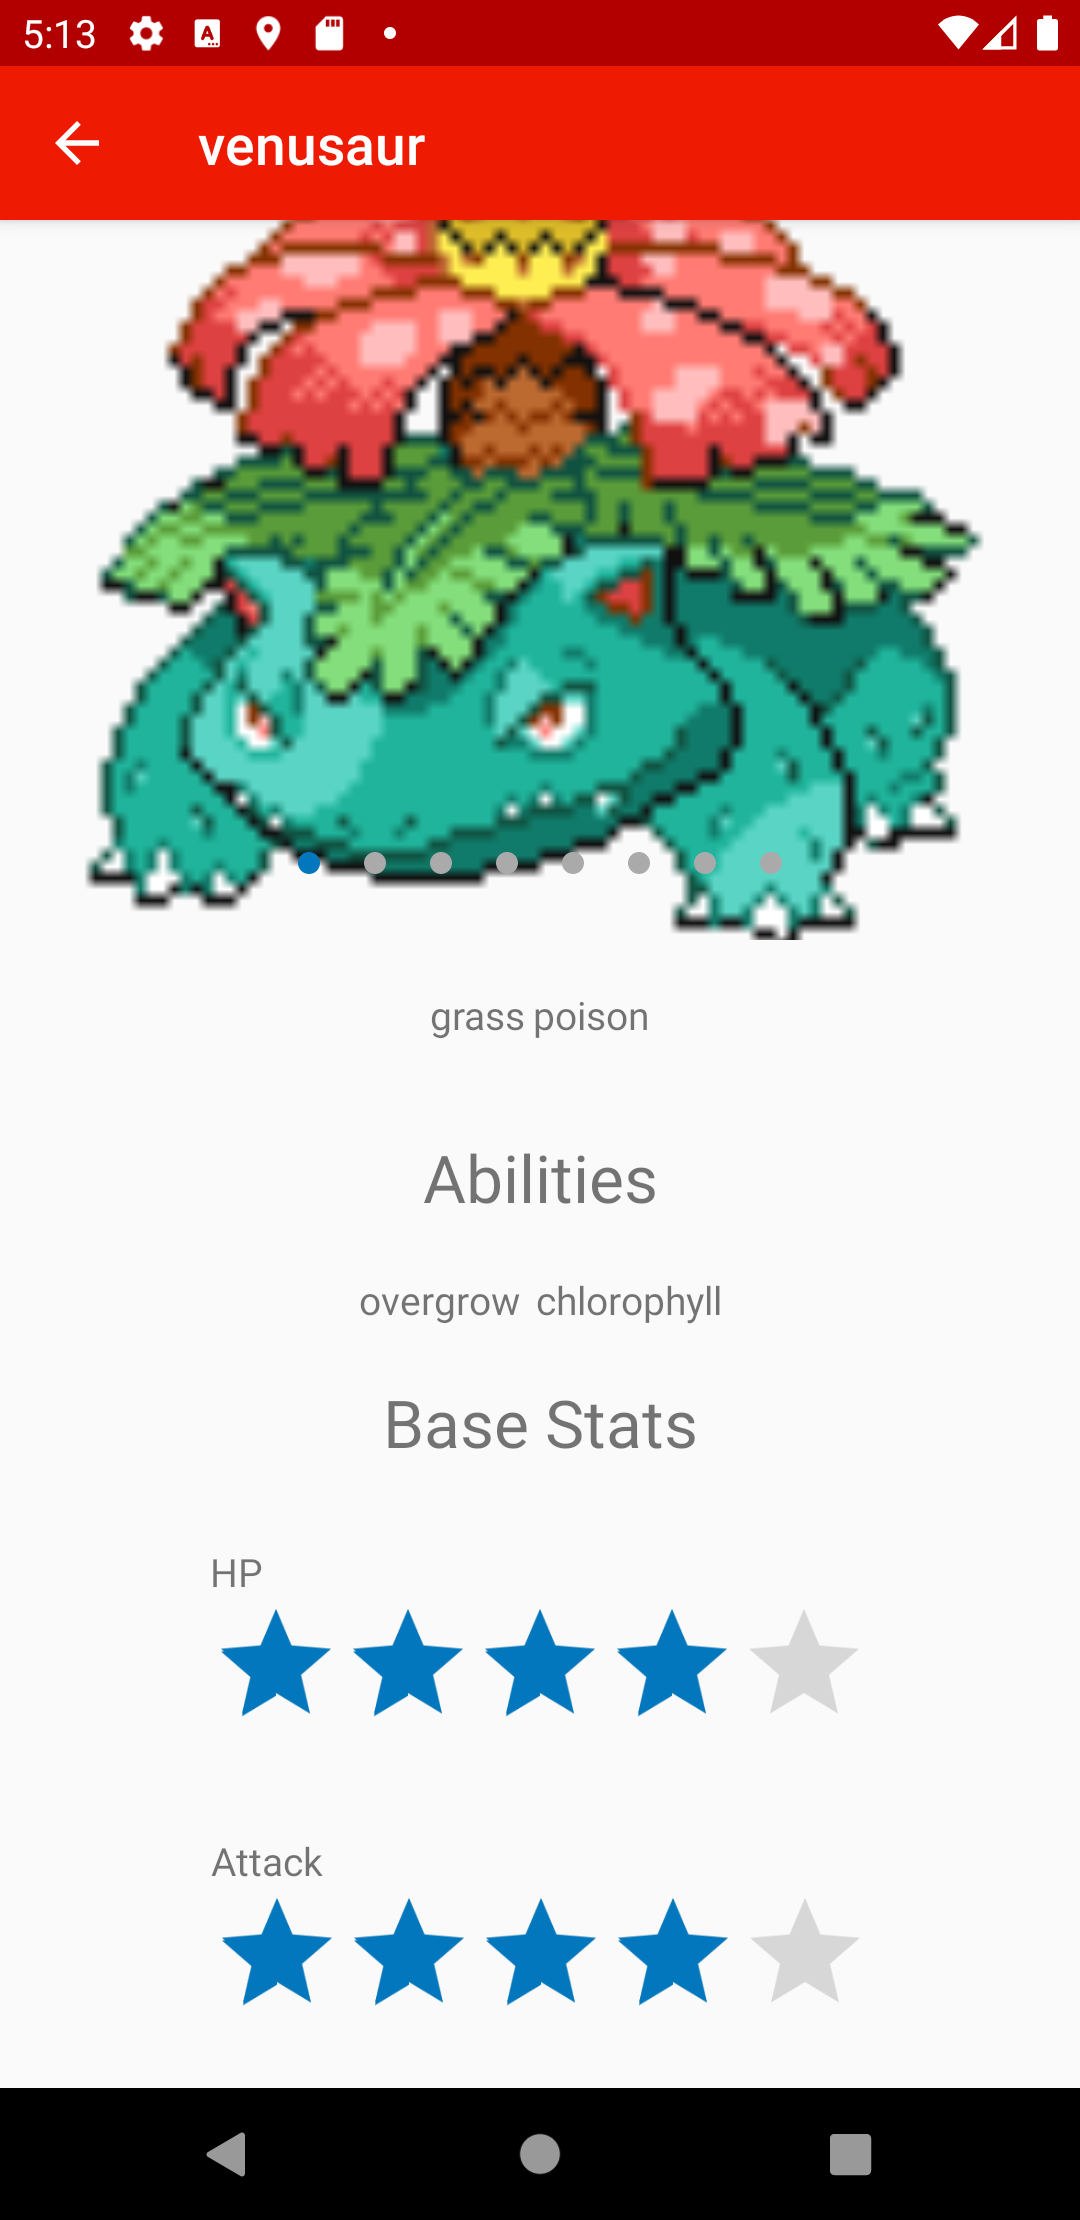 5:13
venusaur
grass poison
Abilities
overgrow chlorophyll
Base Stats
HP
Attack